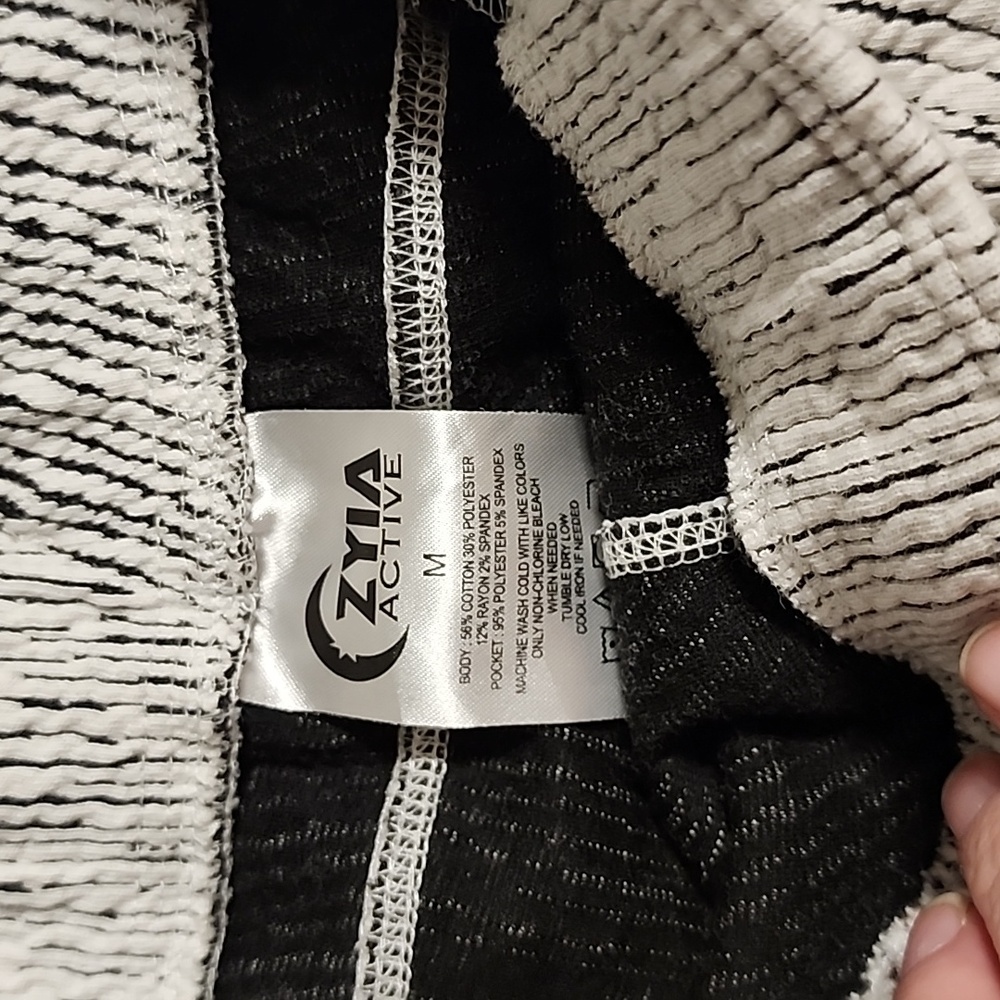 ZYIA
ACTIVE
M
BODY : 56% COTTON 30% POLYESTER
12% RAYON 2% SPANDEX
POCKET : 95% POLYESTER 5% SPANDEX
MACHINE WASH COLD WITH LIKE COLORS
ONLY NON-CHLORINE BLEACH
WHEN NEEDED
TUMBLE DRY LOW
COOL IRON IF NEEDED